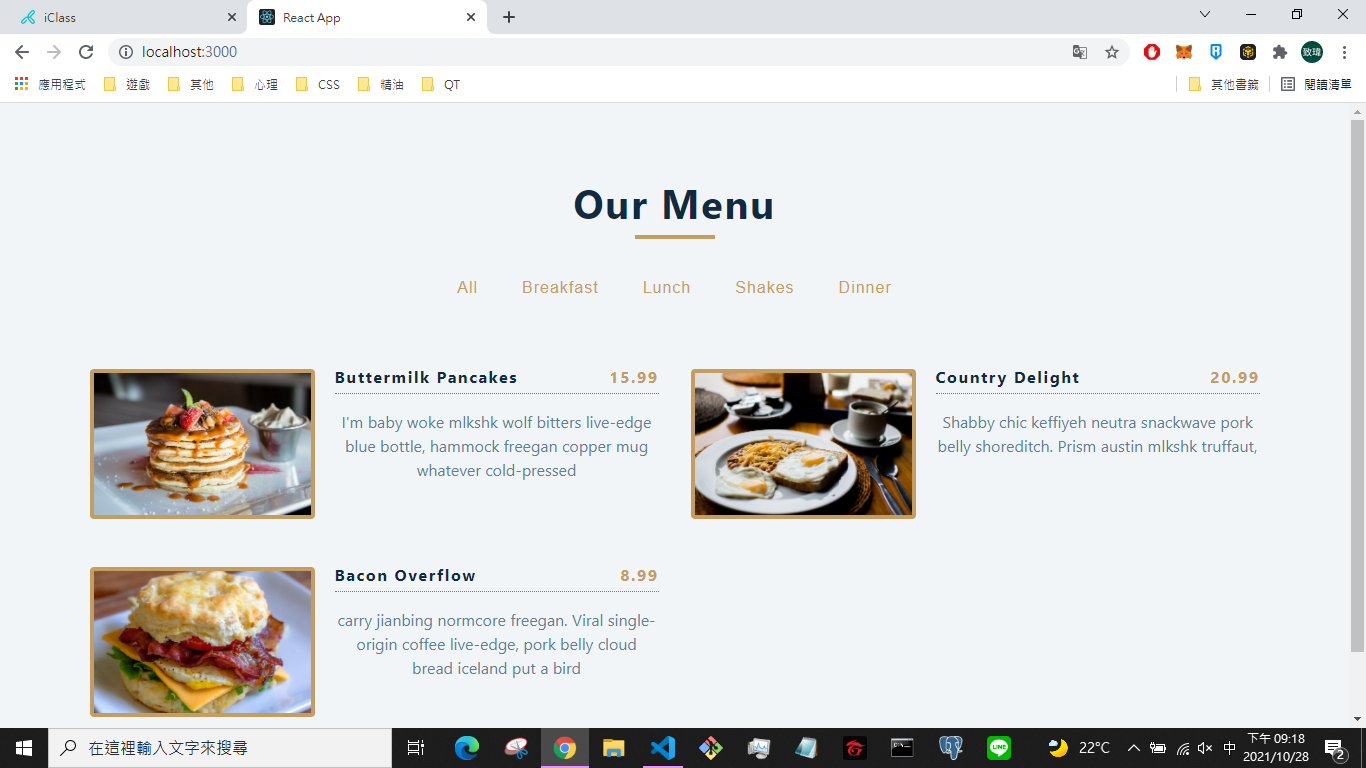 iClass
React App
localhost:3000
致瑋
應用程式
遊戲
其他
心理
CSS
精油
QT
其他書籤
閱讀清單
Our Menu
All Breakfast Lunch Shakes Dinner
Buttermilk Pancakes 15.99
I'm baby woke mlkshk wolf bitters live-edge
blue bottle, hammock freegan copper mug
whatever cold-pressed
Country Delight 20.99
Shabby chic keffiyeh neutra snackwave pork
belly shoreditch. Prism austin mlkshk truffaut,
Bacon Overflow 8.99
carry jianbing normcore freegan. Viral single-
origin coffee live-edge, pork belly cloud
bread iceland put a bird
在這裡輸入文字來搜尋
LINE
22°C
中
下午 09:18
2021/10/28
2